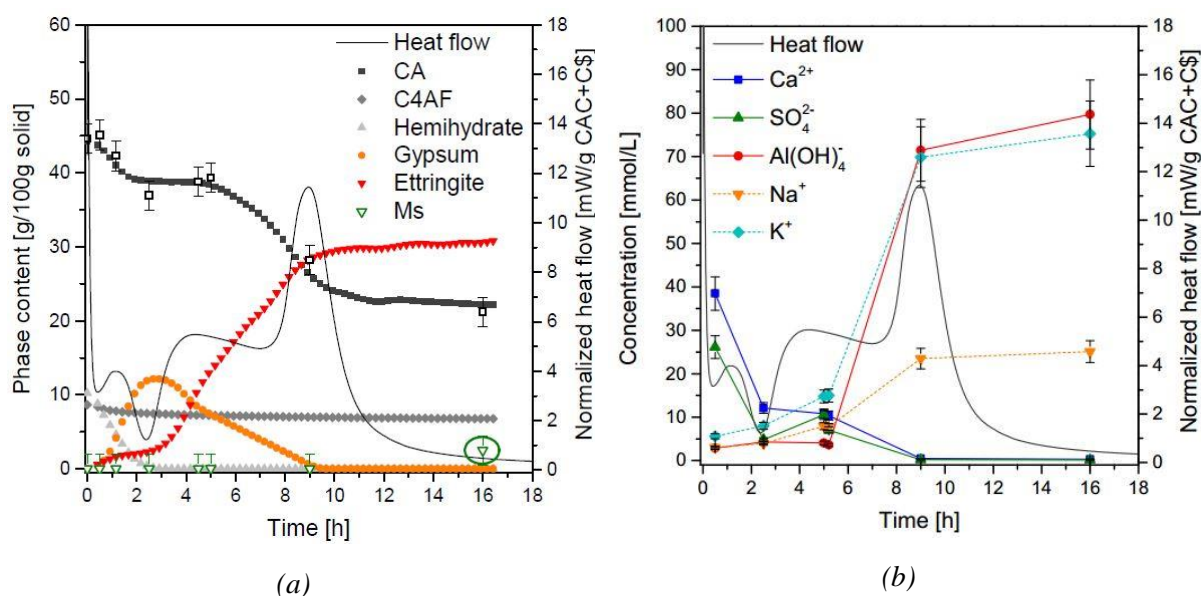 60
50
40
30
20
10
0
Phase content [g/100g solid]
Heat flow
CA
C4AF
Hemihydrate
Gypsum
Ettringite
Ms
18
16
14
12
10
8
6
4
2
0
Normalized heat flow [mW/g CAC+C$]
0 2 4 6 8 10 12 14 16 18
Time [h]
(a)
100
90
80
70
60
50
40
30
20
10
0
Concentration [mmol/L]
Heat flow
Ca²⁺
SO₄²⁻
Al(OH)₄⁻
Na⁺
K⁺
18
16
14
12
10
8
6
4
2
0
Normalized heat flow [mW/g CAC+C$]
0 2 4 6 8 10 12 14 16 18
Time [h]
(b)